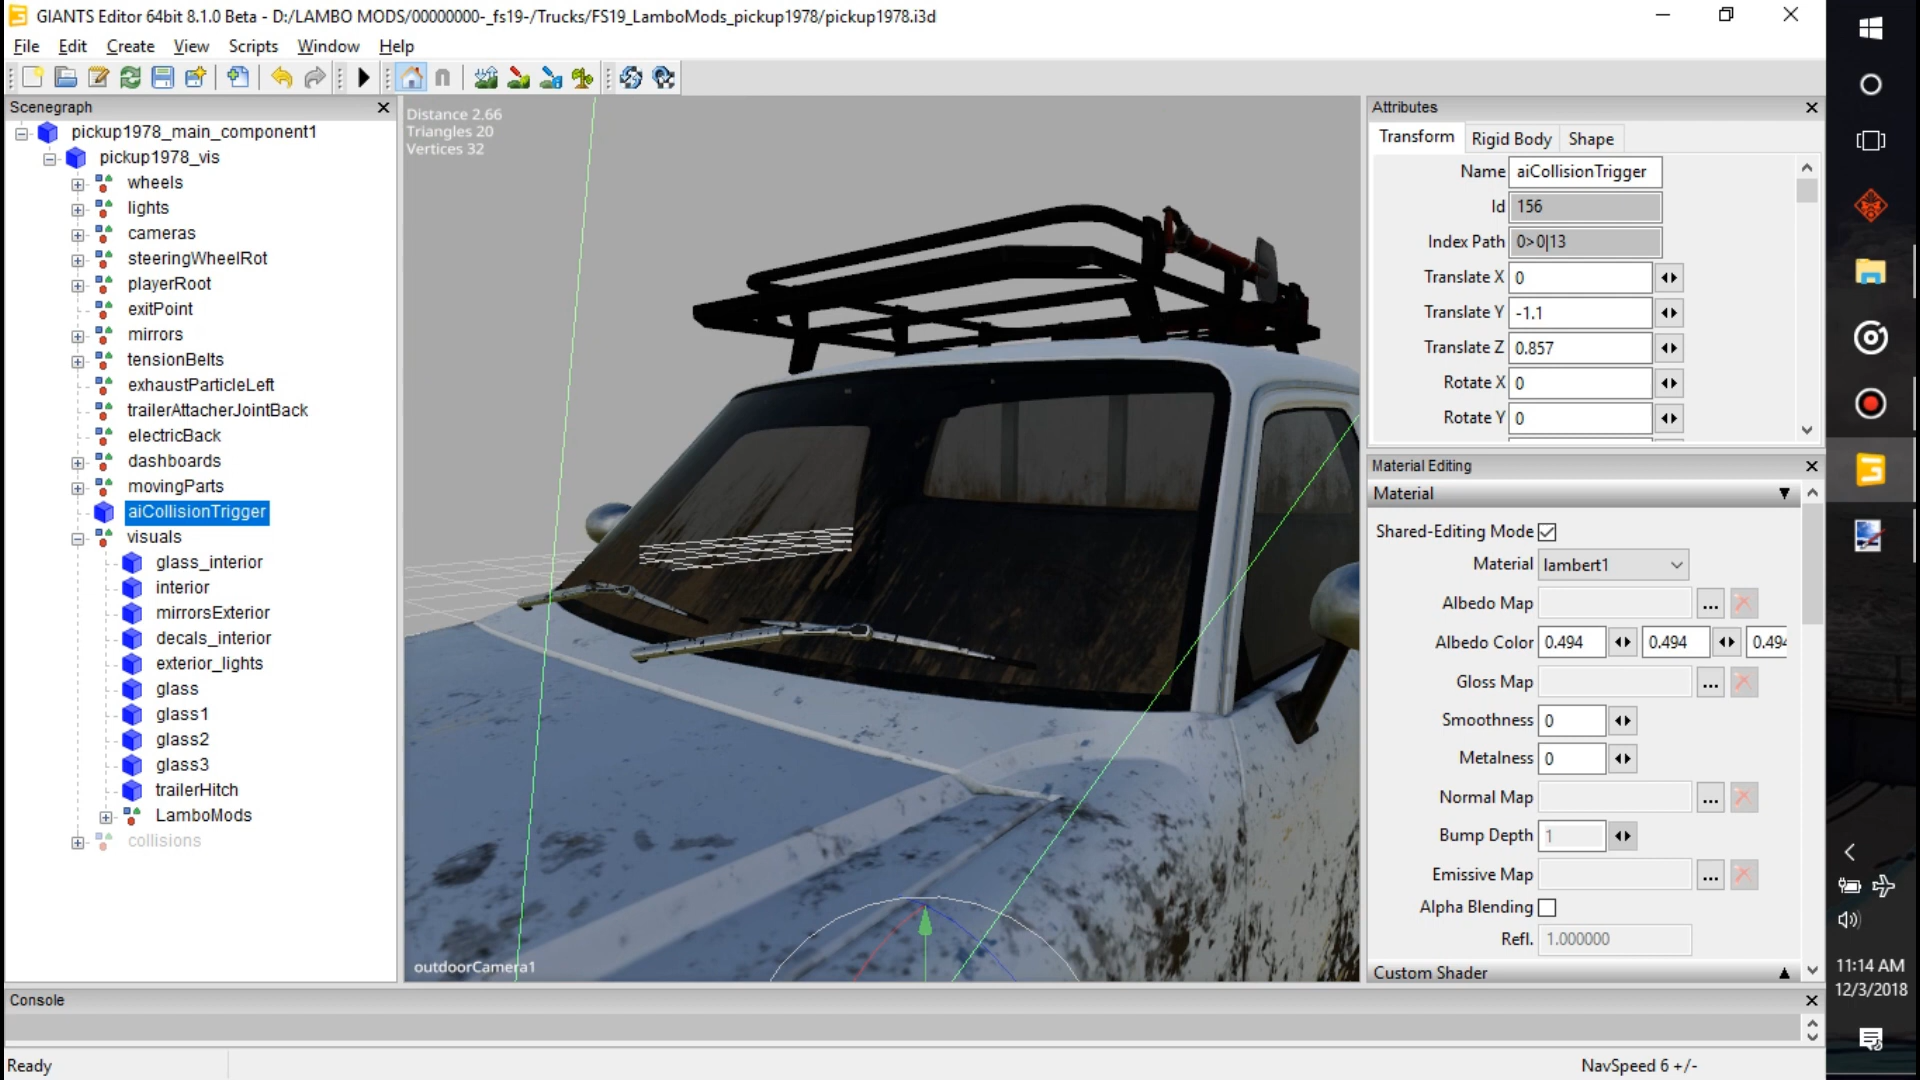 GIANTS Editor 64bit 8.1.0 Beta - D:/LAMBO MODS/00000000-_fs19-/Trucks/FS19_LamboMods_pickup1978/pickup1978.i3d
File Edit Create View Scripts Window Help
Scenegraph
pickup1978_main_component1
pickup1978_vis
wheels
lights
cameras
steeringWheelRot
playerRoot
exitPoint
mirrors
tensionBelts
exhaustParticleLeft
trailerAttacherJointBack
electricBack
dashboards
movingParts
aiCollisionTrigger
visuals
glass_interior
interior
mirrorsExterior
decals_interior
exterior_lights
glass
glass1
glass2
glass3
trailerHitch
LamboMods
collisions
Distance 2.66
Triangles 20
Vertices 32
outdoorCamera1
Attributes
Transform Rigid Body Shape
Name aiCollisionTrigger
Id 156
Index Path 0>0|13
Translate X 0
Translate Y -1.1
Translate Z 0.857
Rotate X 0
Rotate Y 0
Material Editing
Material
Shared-Editing Mode
Material lambert1
Albedo Map ...
Albedo Color 0.494 0.494 0.494
Gloss Map ...
Smoothness 0
Metalness 0
Normal Map ...
Bump Depth 1
Emissive Map ...
Alpha Blending
Refl. 1.000000
Custom Shader
Console
Ready
NavSpeed 6 +/-
11:14 AM
12/3/2018